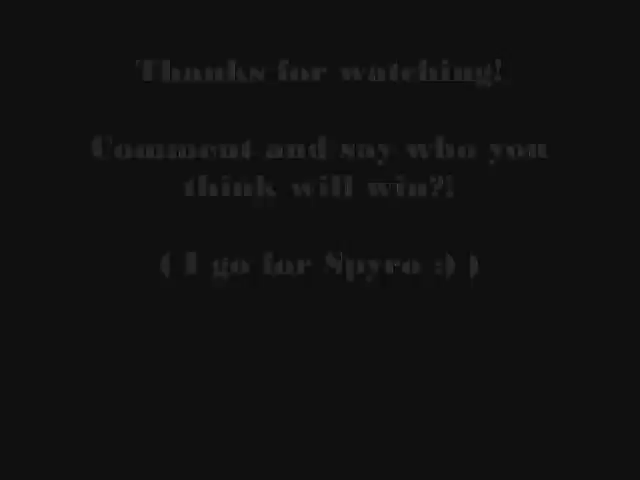 Thanks for watching!
Comment and say who you
think will win?!
( I go for Spyro :) )